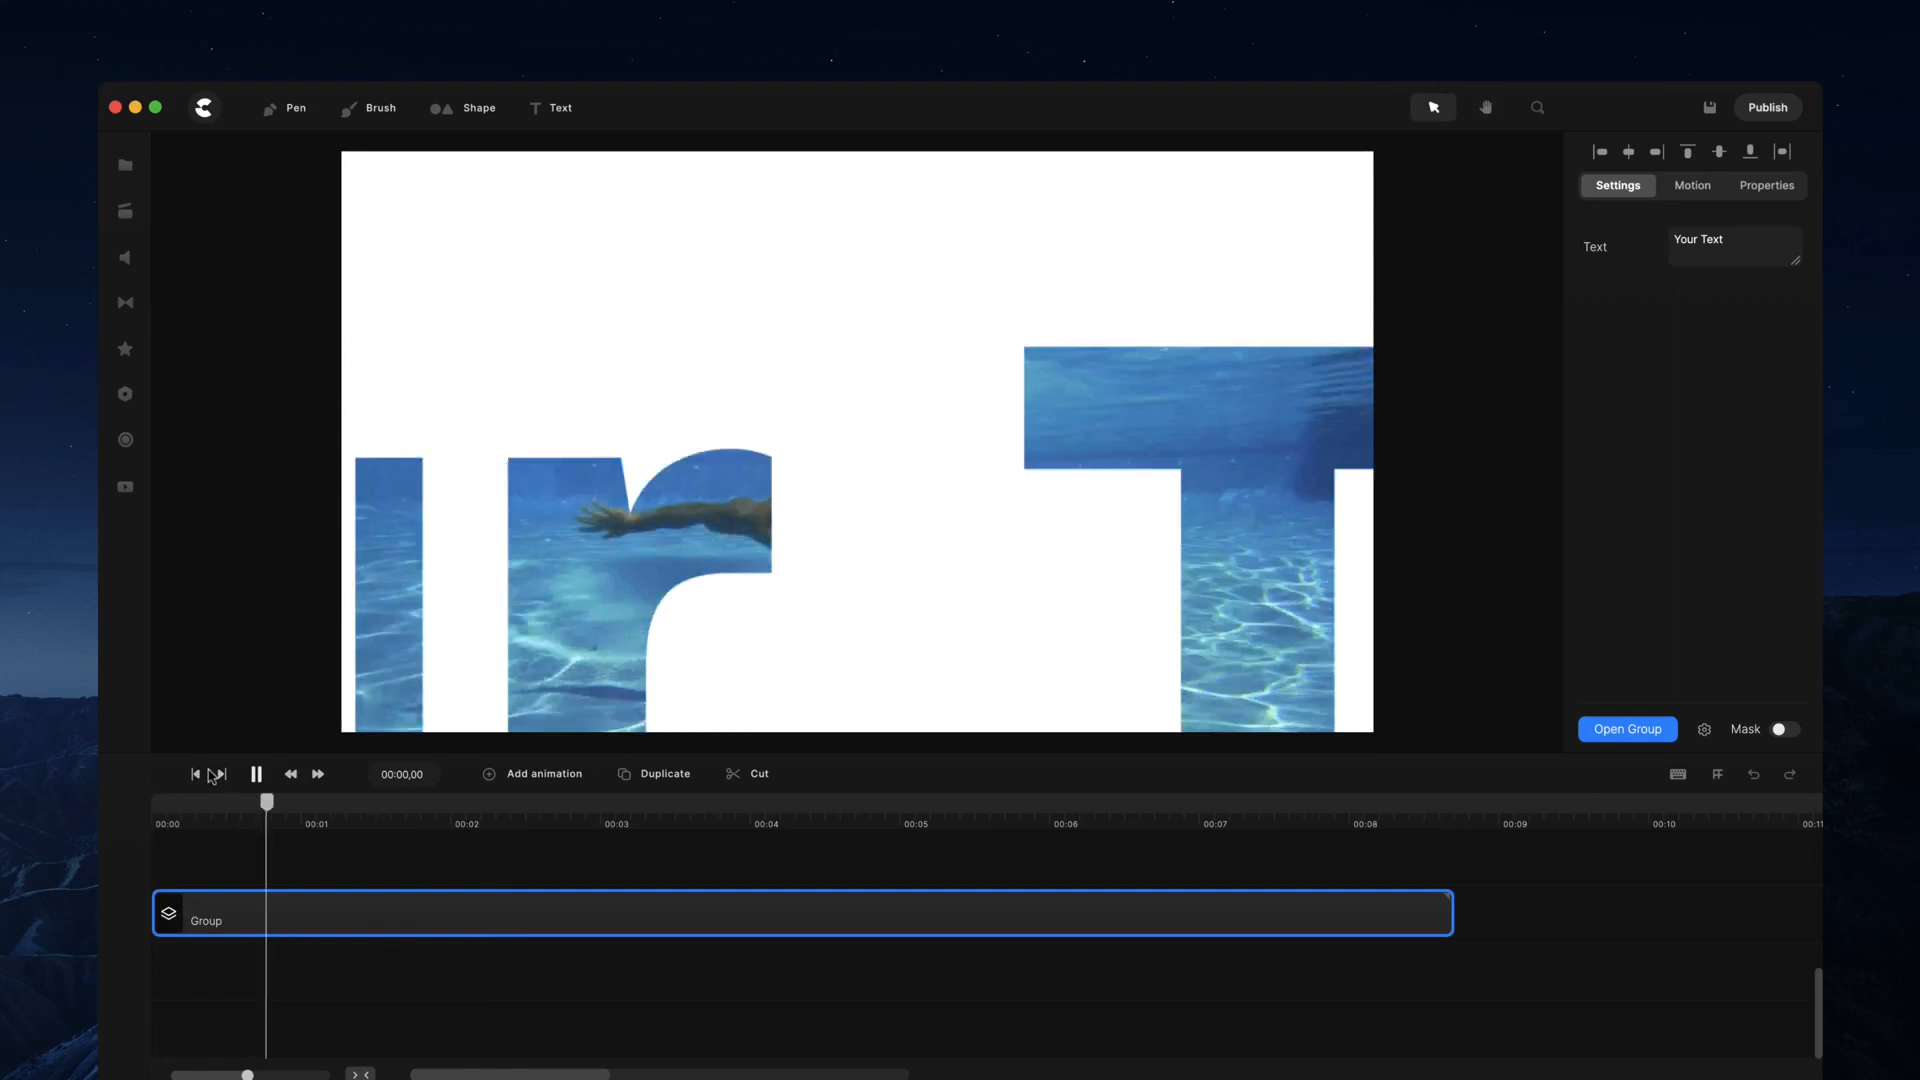 Pen Brush Shape Text Publish
Settings Motion Properties
Text Your Text
ur T
Open Group Mask
00:00,00 Add animation Duplicate Cut
00:00 00:01 00:02 00:03 00:04 00:05 00:06 00:07 00:08 00:09 00:10 00:11
Group